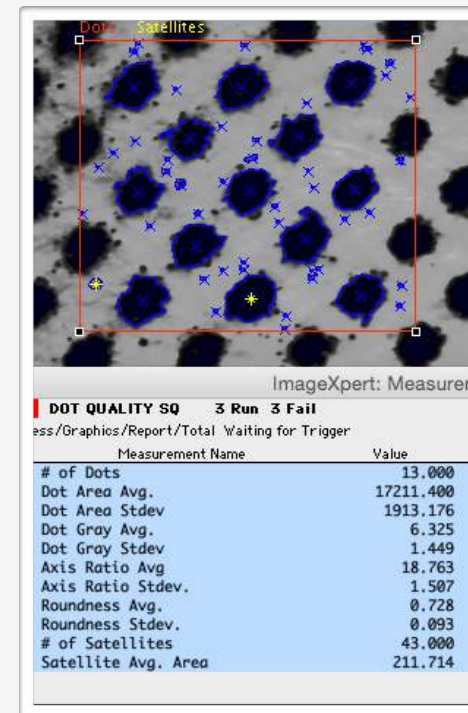 Dots Satellites
ImageXpert: Measurer
DOT QUALITY SQ 3 Run 3 Fail
ess/Graphics/Report/Total Waiting for Trigger
Measurement Name Value
# of Dots 13.000
Dot Area Avg. 17211.400
Dot Area Stdev 1913.176
Dot Gray Avg. 6.325
Dot Gray Stdev 1.449
Axis Ratio Avg 18.763
Axis Ratio Stdev. 1.507
Roundness Avg. 0.728
Roundness Stdev. 0.093
# of Satellites 43.000
Satellite Avg. Area 211.714